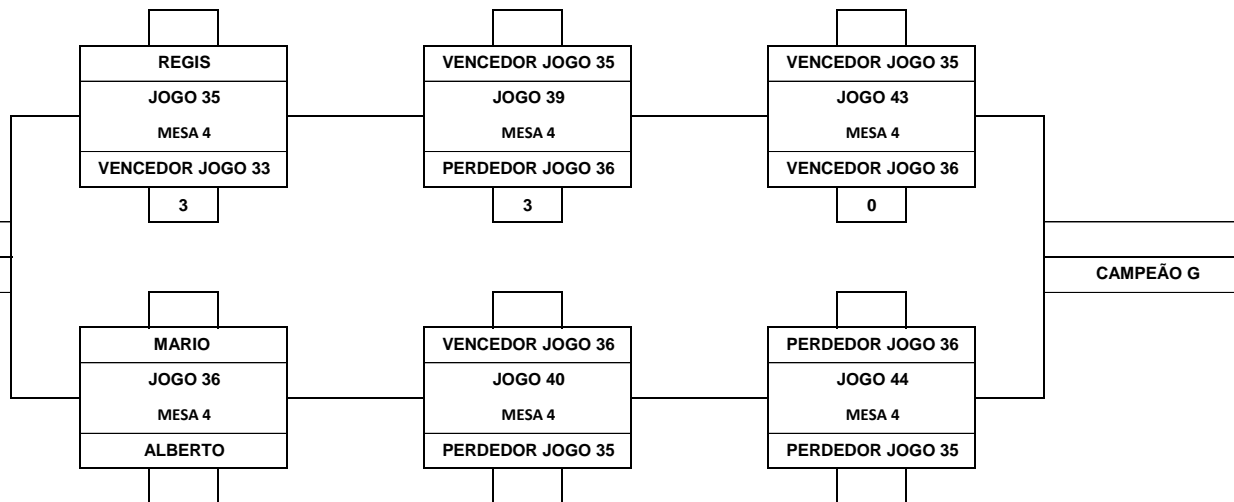 REGIS
JOGO 35
MESA 4
VENCEDOR JOGO 33
3
VENCEDOR JOGO 35
JOGO 39
MESA 4
PERDEDOR JOGO 36
3
VENCEDOR JOGO 35
JOGO 43
MESA 4
VENCEDOR JOGO 36
0
CAMPEÃO G
MARIO
JOGO 36
MESA 4
ALBERTO
VENCEDOR JOGO 36
JOGO 40
MESA 4
PERDEDOR JOGO 35
PERDEDOR JOGO 36
JOGO 44
MESA 4
PERDEDOR JOGO 35